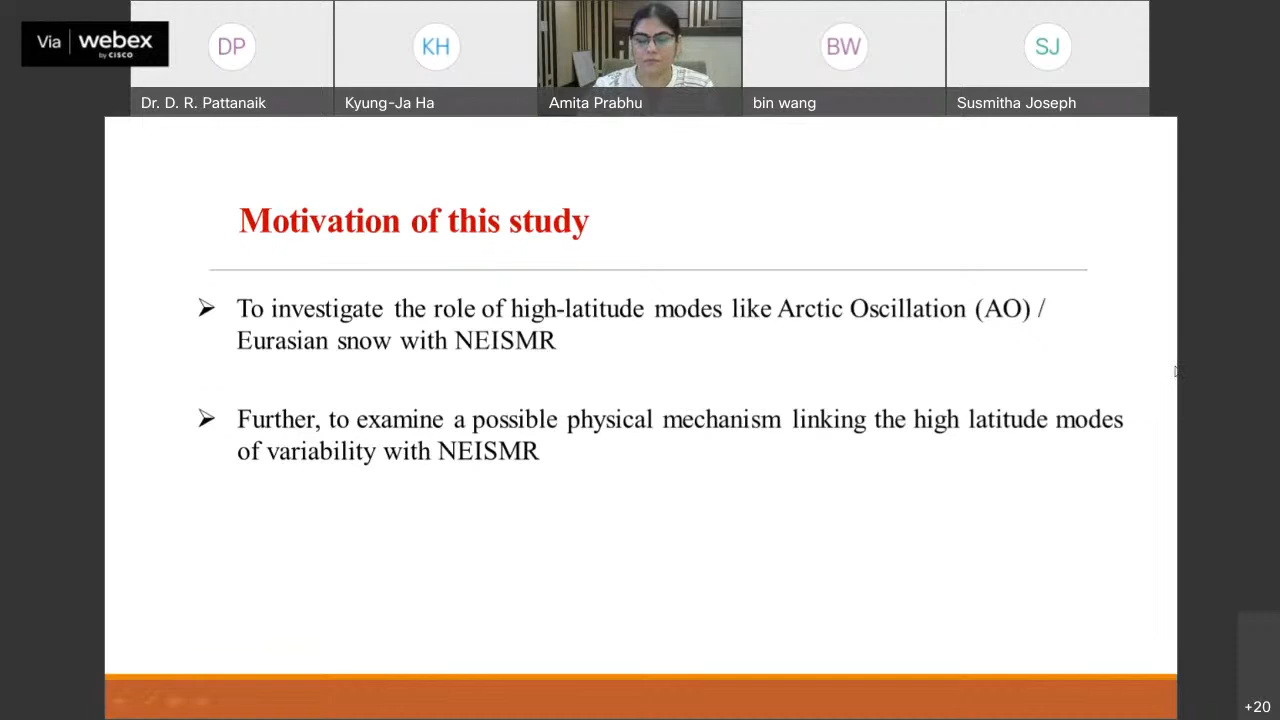 Via webex
by CISCO
DP
KH
BW
SJ
Dr. D. R. Pattanaik
Kyung-Ja Ha
Amita Prabhu
bin wang
Susmitha Joseph
Motivation of this study
➢ To investigate the role of high-latitude modes like Arctic Oscillation (AO) /
Eurasian snow with NEISMR
➢ Further, to examine a possible physical mechanism linking the high latitude modes
of variability with NEISMR
+20